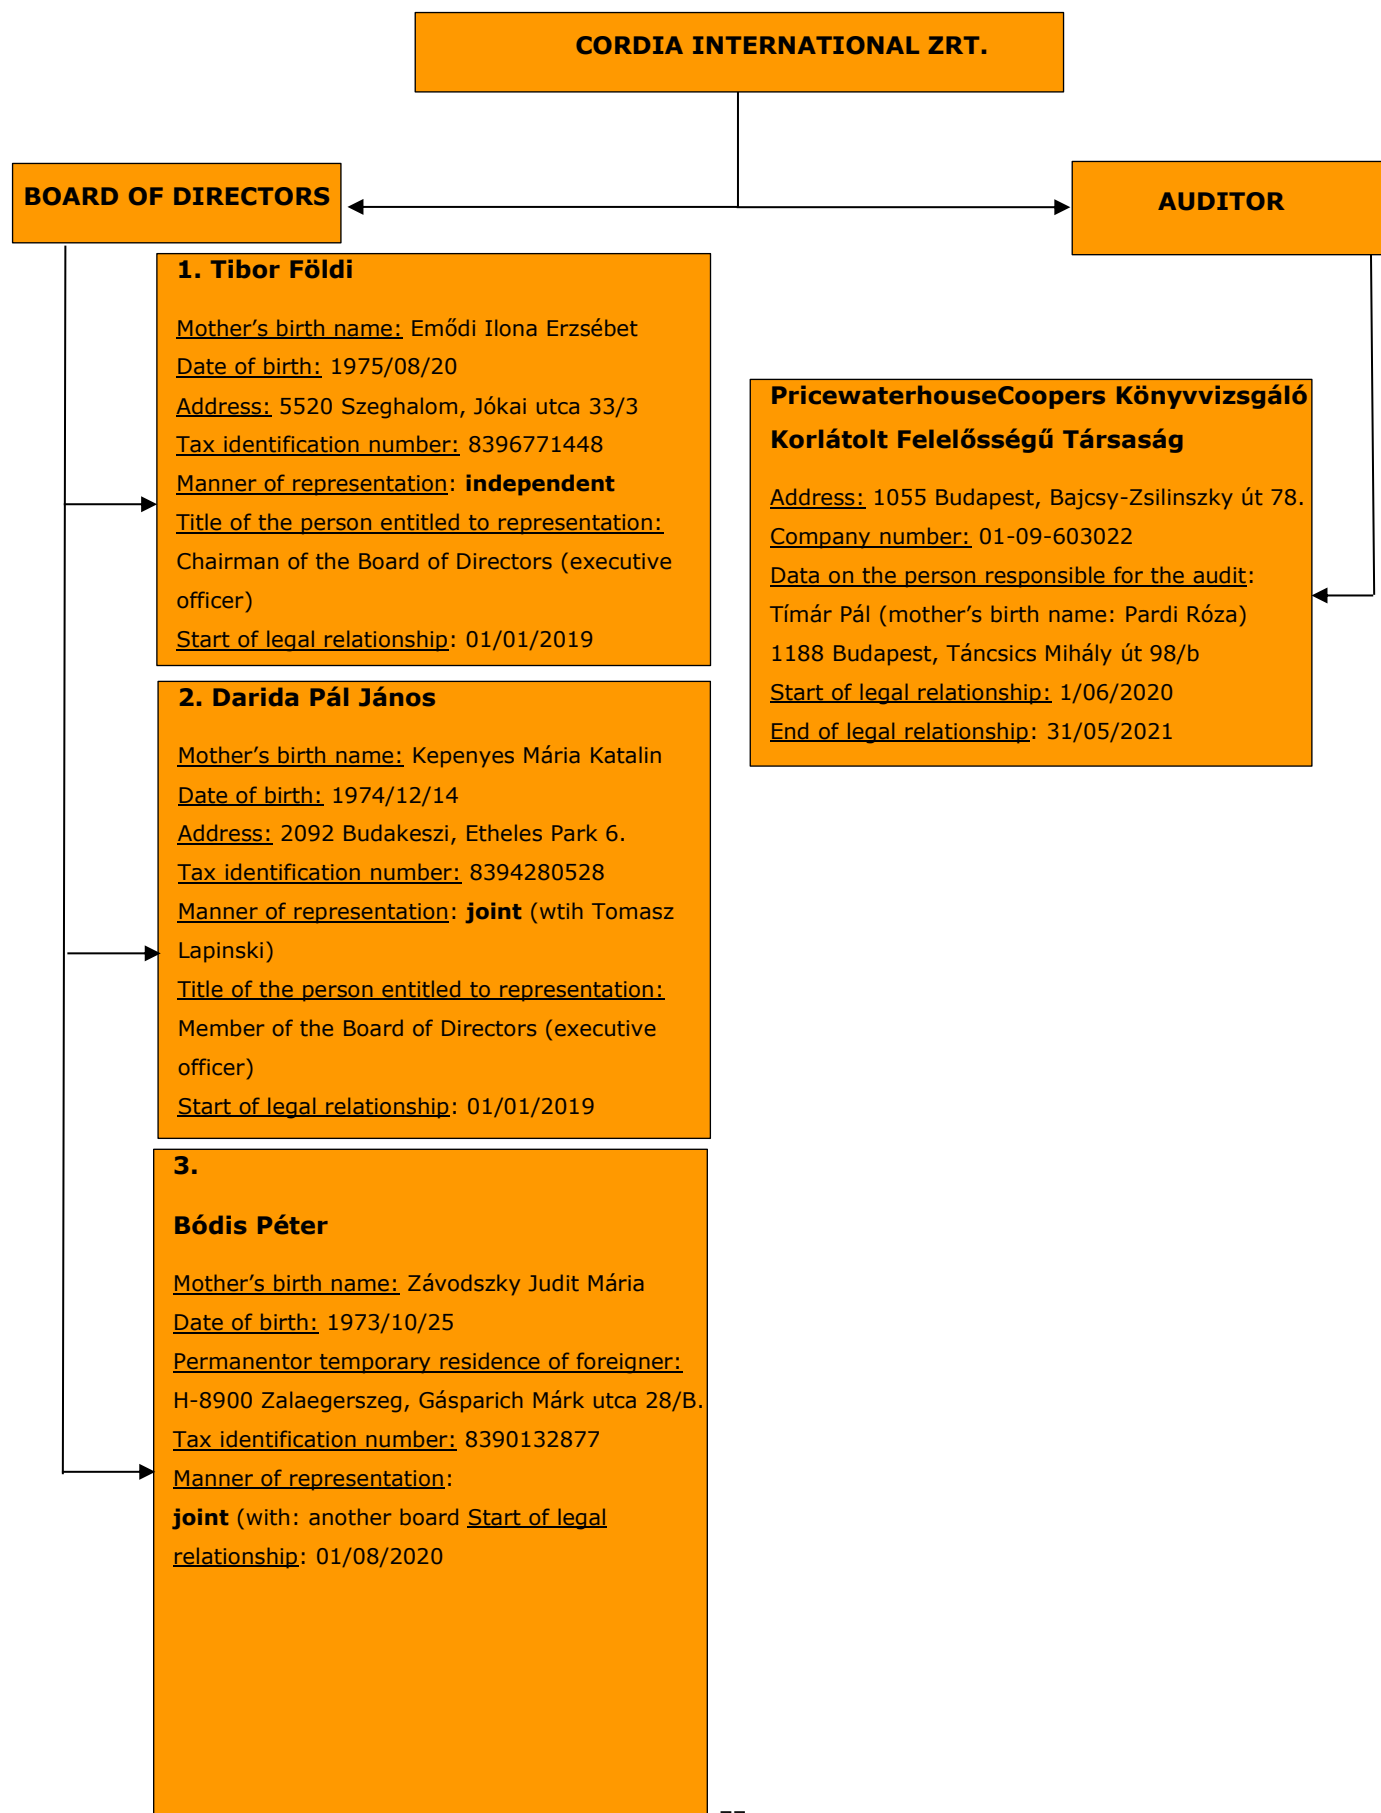 CORDIA INTERNATIONAL ZRT.
BOARD OF DIRECTORS
AUDITOR
1. Tibor Földi
Mother’s birth name: Emődi Ilona Erzsébet
Date of birth: 1975/08/20
Address: 5520 Szeghalom, Jókai utca 33/3
Tax identification number: 8396771448
Manner of representation: independent
Title of the person entitled to representation:
Chairman of the Board of Directors (executive
officer)
Start of legal relationship: 01/01/2019
PricewaterhouseCoopers Könyvvizsgáló
Korlátolt Felelősségű Társaság
Address: 1055 Budapest, Bajcsy-Zsilinszky út 78.
Company number: 01-09-603022
Data on the person responsible for the audit:
Tímár Pál (mother’s birth name: Pardi Róza)
1188 Budapest, Táncsics Mihály út 98/b
Start of legal relationship: 1/06/2020
End of legal relationship: 31/05/2021
2. Darida Pál János
Mother’s birth name: Kepenyes Mária Katalin
Date of birth: 1974/12/14
Address: 2092 Budakeszi, Etheles Park 6.
Tax identification number: 8394280528
Manner of representation: joint (wtih Tomasz
Lapinski)
Title of the person entitled to representation:
Member of the Board of Directors (executive
officer)
Start of legal relationship: 01/01/2019
3.
Bódis Péter
Mother’s birth name: Závodszky Judit Mária
Date of birth: 1973/10/25
Permanentor temporary residence of foreigner:
H-8900 Zalaegerszeg, Gásparich Márk utca 28/B.
Tax identification number: 8390132877
Manner of representation:
joint (with: another board Start of legal
relationship: 01/08/2020